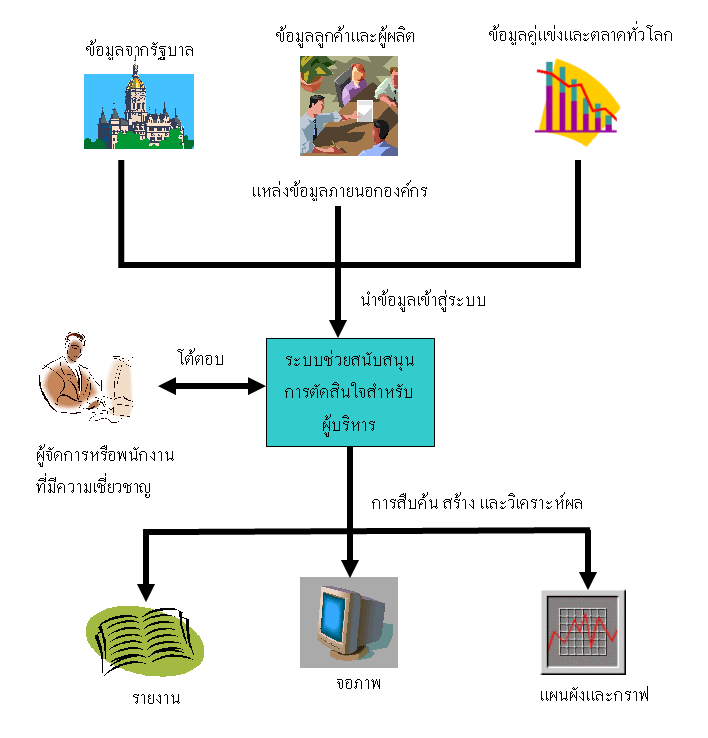 ข้อมูลจากรัฐบาล
ข้อมูลลูกค้าและผู้ผลิต
ข้อมูลคู่แข่งและตลาดทั่วโลก
แหล่งข้อมูลภายนอกองค์กร
นำข้อมูลเข้าสู่ระบบ
โต้ตอบ
ระบบช่วยสนับสนุน
การตัดสินใจสำหรับ
ผู้บริหาร
ผู้จัดการหรือพนักงาน
ที่มีความเชี่ยวชาญ
การสืบค้น สร้าง และวิเคราะห์ผล
รายงาน
จอภาพ
แผนผังและกราฟ